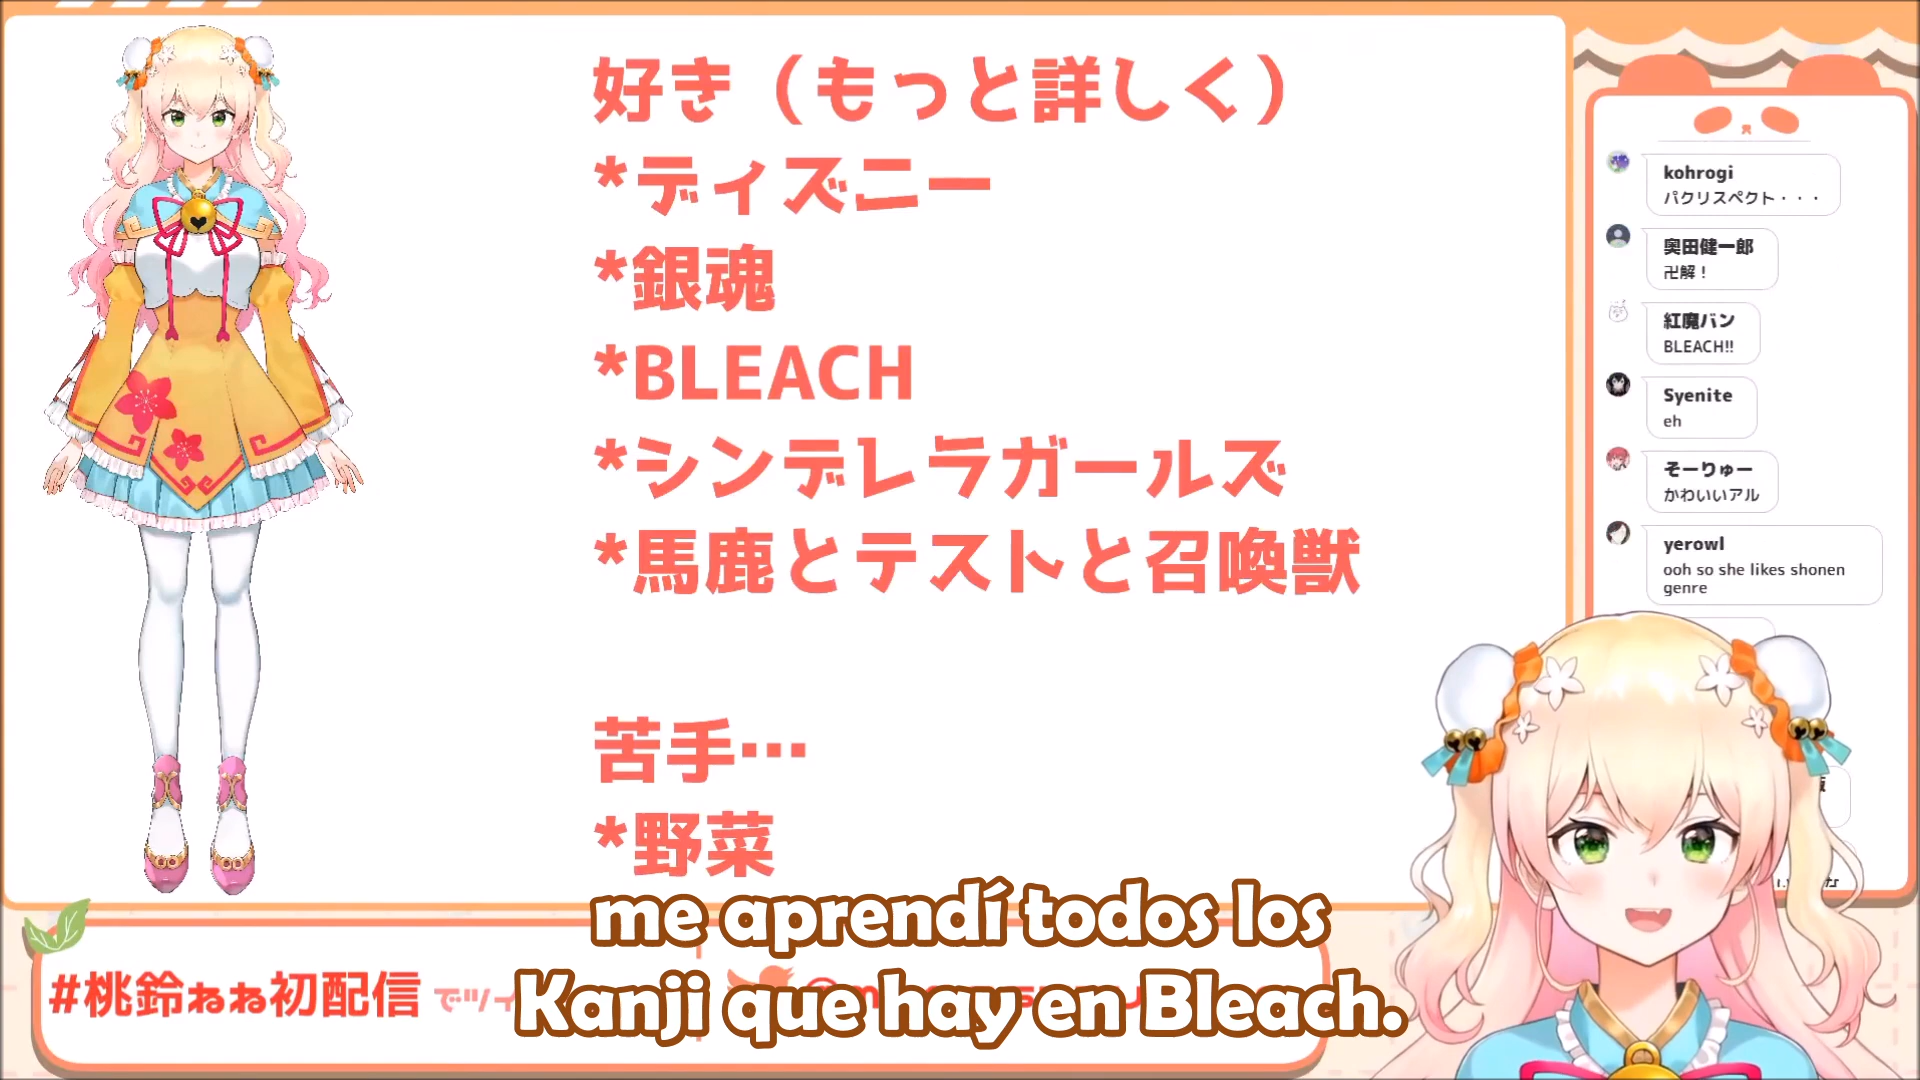 好き（もっと詳しく）
*ディズニー
*銀魂
*BLEACH
*シンデレラガールズ
*馬鹿とテストと召喚獣
苦手…
*野菜
kohrogi
パクリスペクト・・・
奥田健一郎
卍解！
紅魔バン
BLEACH!!
Syenite
eh
そーりゅー
かわいいアル
yerowl
ooh so she likes shonen
genre
me aprendí todos los
Kanji que hay en Bleach.
#桃鈴ねね初配信 でツイ